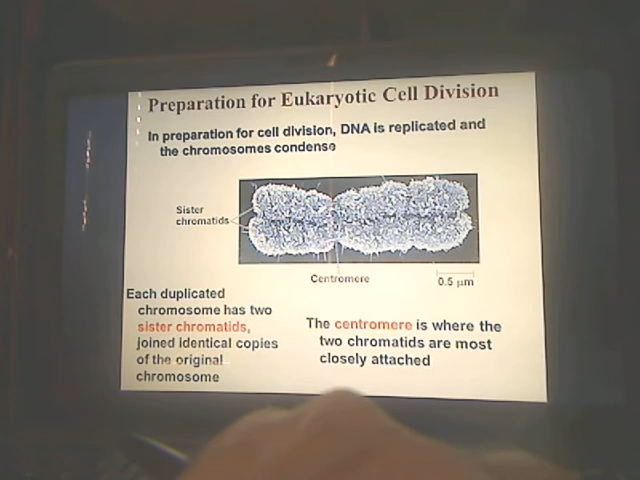 Preparation for Eukaryotic Cell Division
In preparation for cell division, DNA is replicated and
the chromosomes condense
Sister
chromatids
Centromere
0.5 μm
Each duplicated
chromosome has two
sister chromatids,
joined identical copies
of the original
chromosome
The centromere is where the
two chromatids are most
closely attached